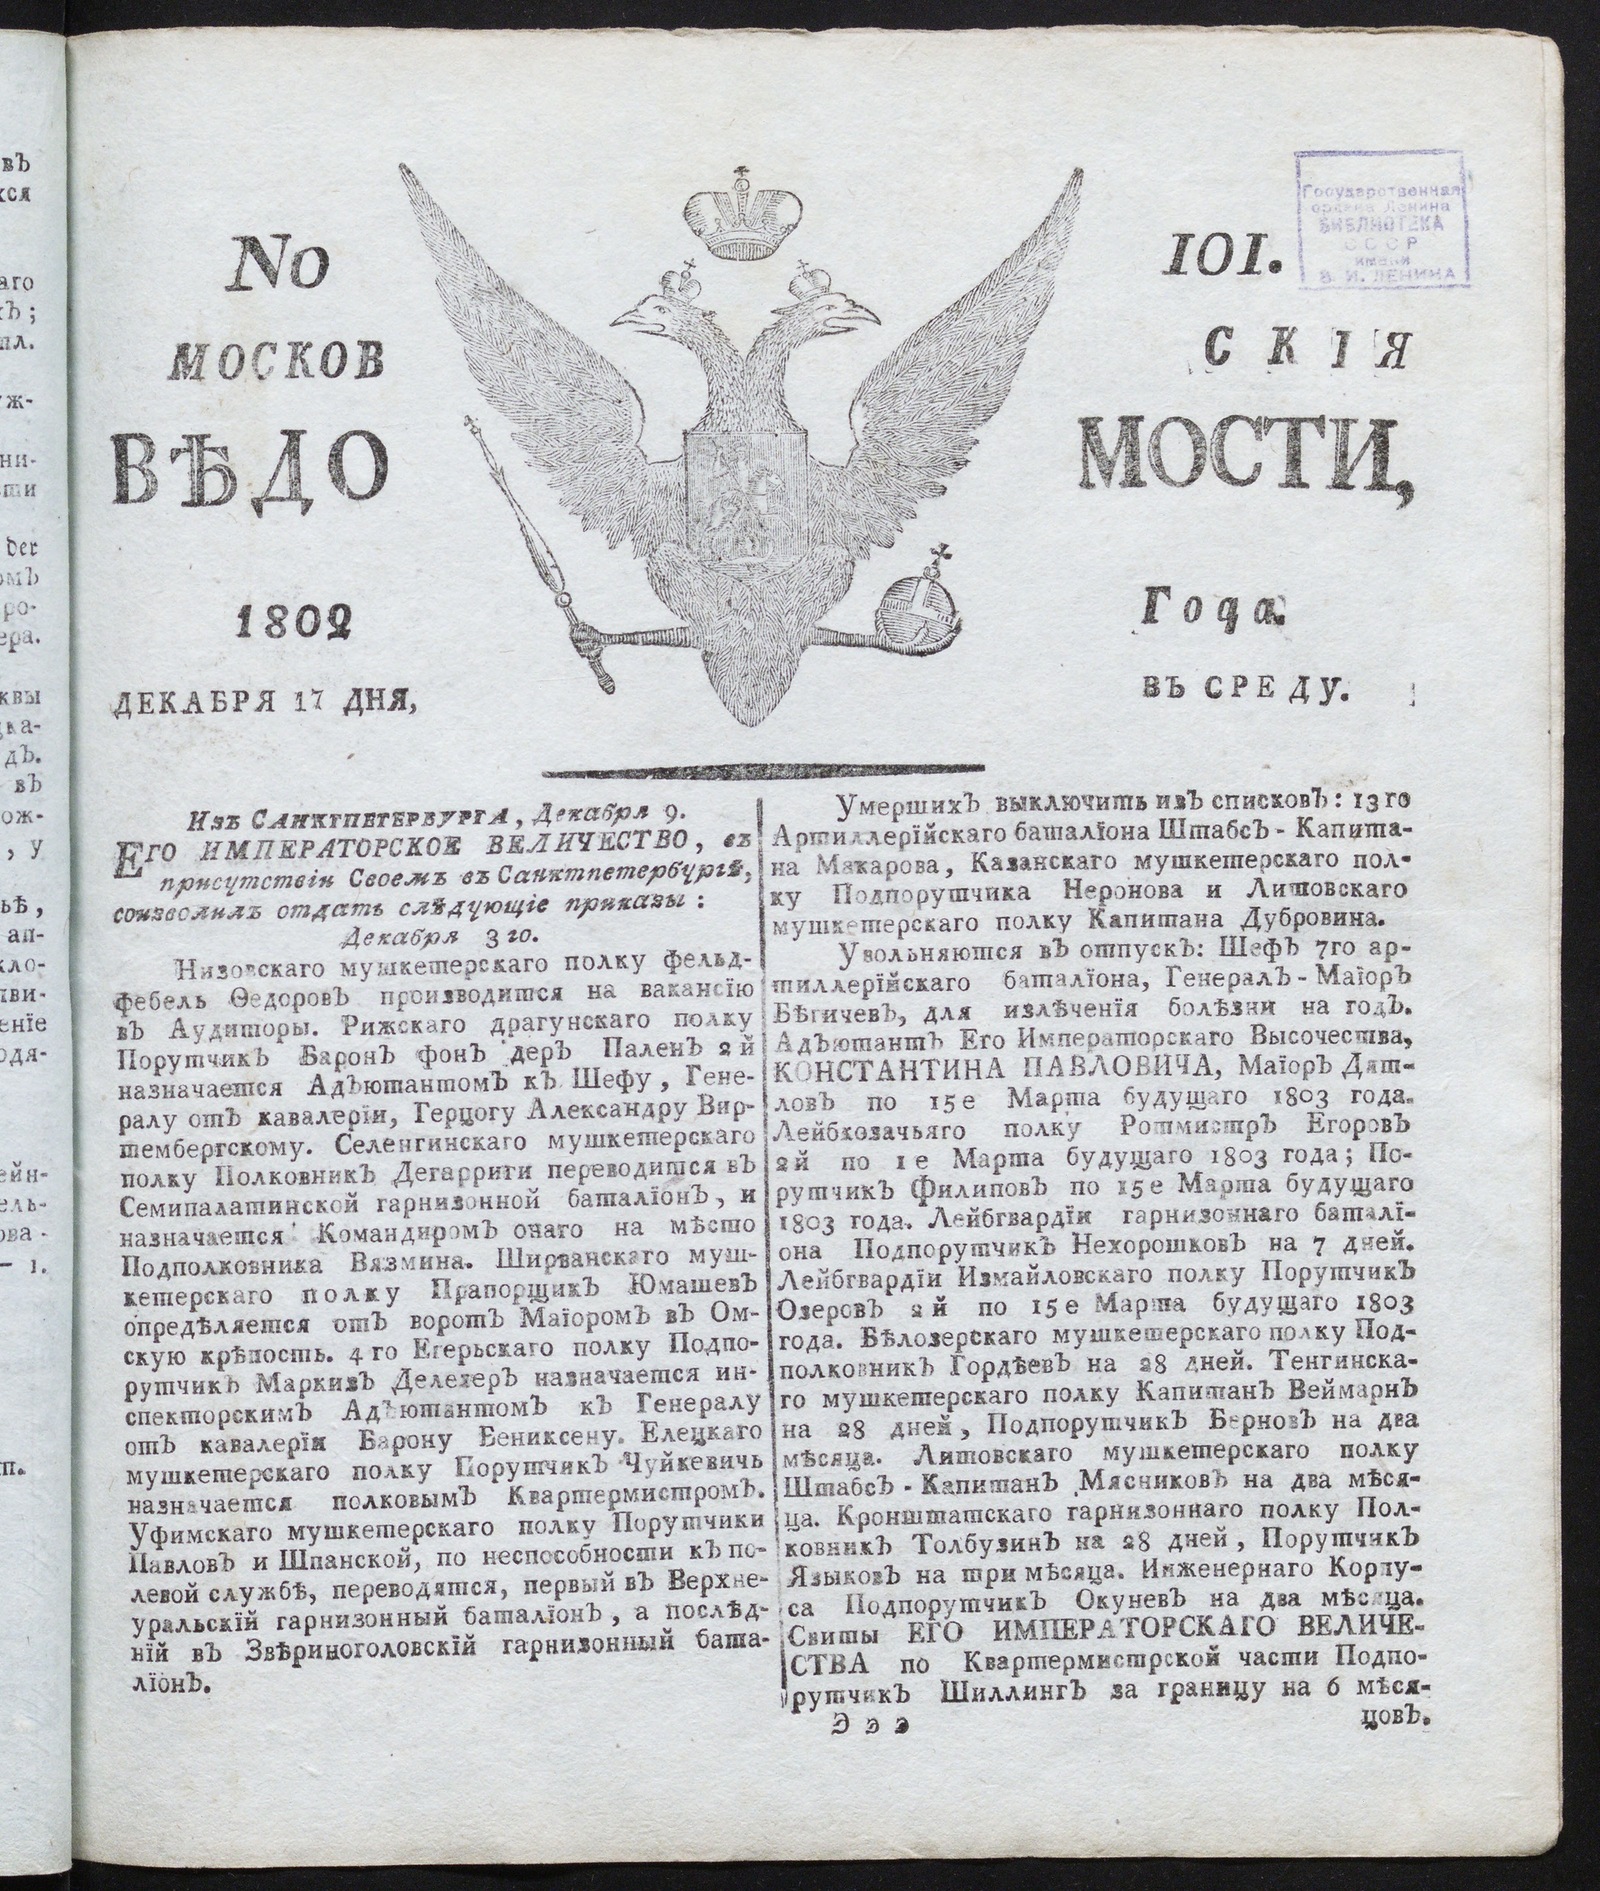 No 101.
МОСКОВ СКІЯ
ВѢДО МОСТИ,
1802 Года.
ДЕКАБРЯ 17 ДНЯ, ВЪ СРЕДУ.
Государственная
ордена Ленина
БИБЛИОТЕКА
СССР
имени
В. И. ЛЕНИНА
Изъ Санктпетербурга, Декабря 9.
Его ИМПЕРАТОРСКОЕ ВЕЛИЧЕСТВО, въ
присутствіи Своемъ въ Санктпетербургѣ,
соизволилъ отдать слѣдующіе приказы:
Декабря 3 го.
Низовскаго мушкетерскаго полку фельд-
фебель Ѳедоровъ производится на вакансію
въ Аудиторы. Рижскаго драгунскаго полку
Порутчикъ Баронъ фонъ деръ Паленъ 2й
назначается Адъютантомъ къ Шефу, Гене-
ралу отъ кавалеріи, Герцогу Александру Вир-
тембергскому. Селенгинскаго мушкетерскаго
полку Полковникъ Дегарриги переводится въ
Семипалатинской гарнизонной баталіонъ, и
назначается Командиромъ онаго на мѣсто
Подполковника Вязмина. Ширванскаго муш-
кетерскаго полку Прапорщикъ Юмашевъ
опредѣляется отъ воротъ Маіоромъ въ Ом-
скую крѣпость. 4 го Егерьскаго полку Подпо-
рутчикъ Маркизъ Делезеръ назначается ин-
спекторскимъ Адъютантомъ къ Генералу
отъ кавалеріи Барону Бениксену. Елецкаго
мушкетерскаго полку Порутчикъ Чуйкевичь
назначается полковымъ Квартермистромъ.
Уфимскаго мушкетерскаго полку Порутчики
Павловъ и Шпанской, по неспособности къ по-
левой службѣ, переводятся, первый въ Верхне-
уральскій гарнизонный баталіонъ, а послѣд-
ній въ Звѣриноголовскій гарнизонный бата-
ліонъ.
Умершихъ выключить изъ списковъ: 13го
Артиллерійскаго баталіона Штабсъ - Капита-
на Макарова, Казанскаго мушкетерскаго пол-
ку Подпорутчика Неронова и Литовскаго
мушкетерскаго полку Капитана Дубровина.
Увольняются въ отпускъ: Шефъ 7го ар-
тиллерійскаго баталіона, Генералъ - Маіоръ
Бѣгичевъ, для излѣченія болѣзни на годъ.
Адъютантъ Его Императорскаго Высочества,
КОНСТАНТИНА ПАВЛОВИЧА, Маіоръ Дят-
ловъ по 15е Марта будущаго 1803 года.
Лейбкозачьяго полку Ротмистръ Егоровъ
2й по 1е Марта будущаго 1803 года; По-
рутчикъ Филиповъ по 15е Марта будущаго
1803 года. Лейбгвардіи гарнизоннаго баталі-
она Подпорутчикъ Нехорошковъ на 7 дней.
Лейбгвардіи Измайловскаго полку Порутчикъ
Озеровъ 2й по 15е Марта будущаго 1803
года. Бѣлозерскаго мушкетерскаго полку Под-
полковникъ Гордѣевъ на 28 дней. Тенгинска-
го мушкетерскаго полку Капитанъ Веймарнъ
на 28 дней, Подпорутчикъ Берновъ на два
мѣсяца. Литовскаго мушкетерскаго полку
Штабсъ - Капитанъ Мясниковъ на два мѣся-
ца. Кронштатскаго гарнизоннаго полку Пол-
ковникъ Толбузинъ на 28 дней, Порутчикъ
Языковъ на три мѣсяца. Инженернаго Корпу-
са Подпорутчикъ Окуневъ на два мѣсяца.
Свиты ЕГО ИМПЕРАТОРСКАГО ВЕЛИЧЕ-
СТВА по Квартермистрской части Подпо-
рутчикъ Шиллингъ за границу на 6 мѣся-
Э э э цовъ.